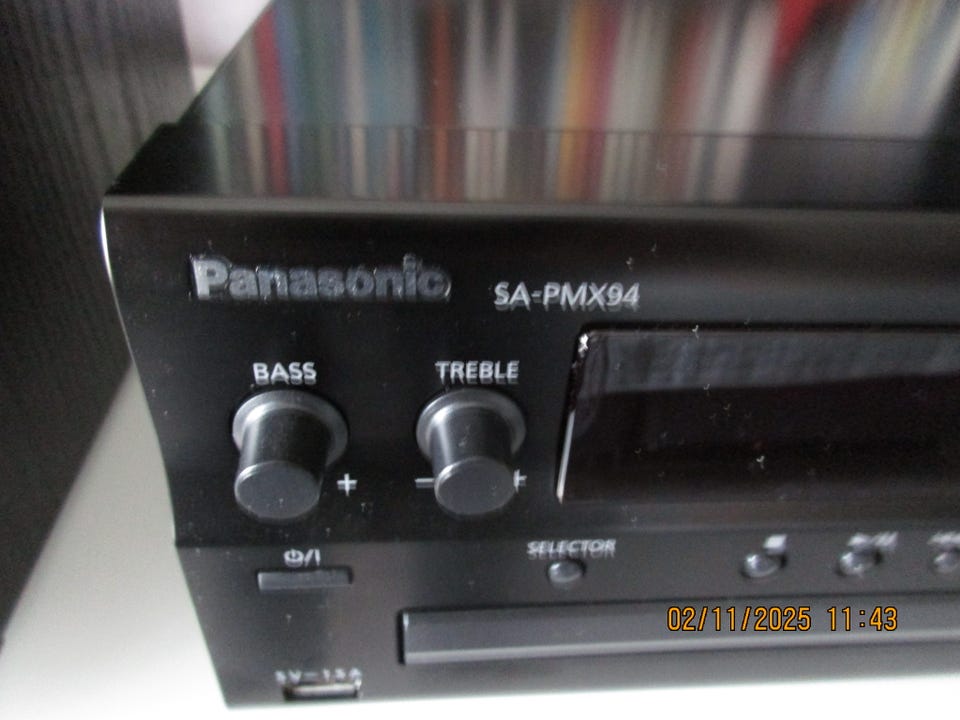 Panasonic
SA-PMX94
BASS
TREBLE
+
- +
⏻/I
SELECTOR
02/11/2025 11:43